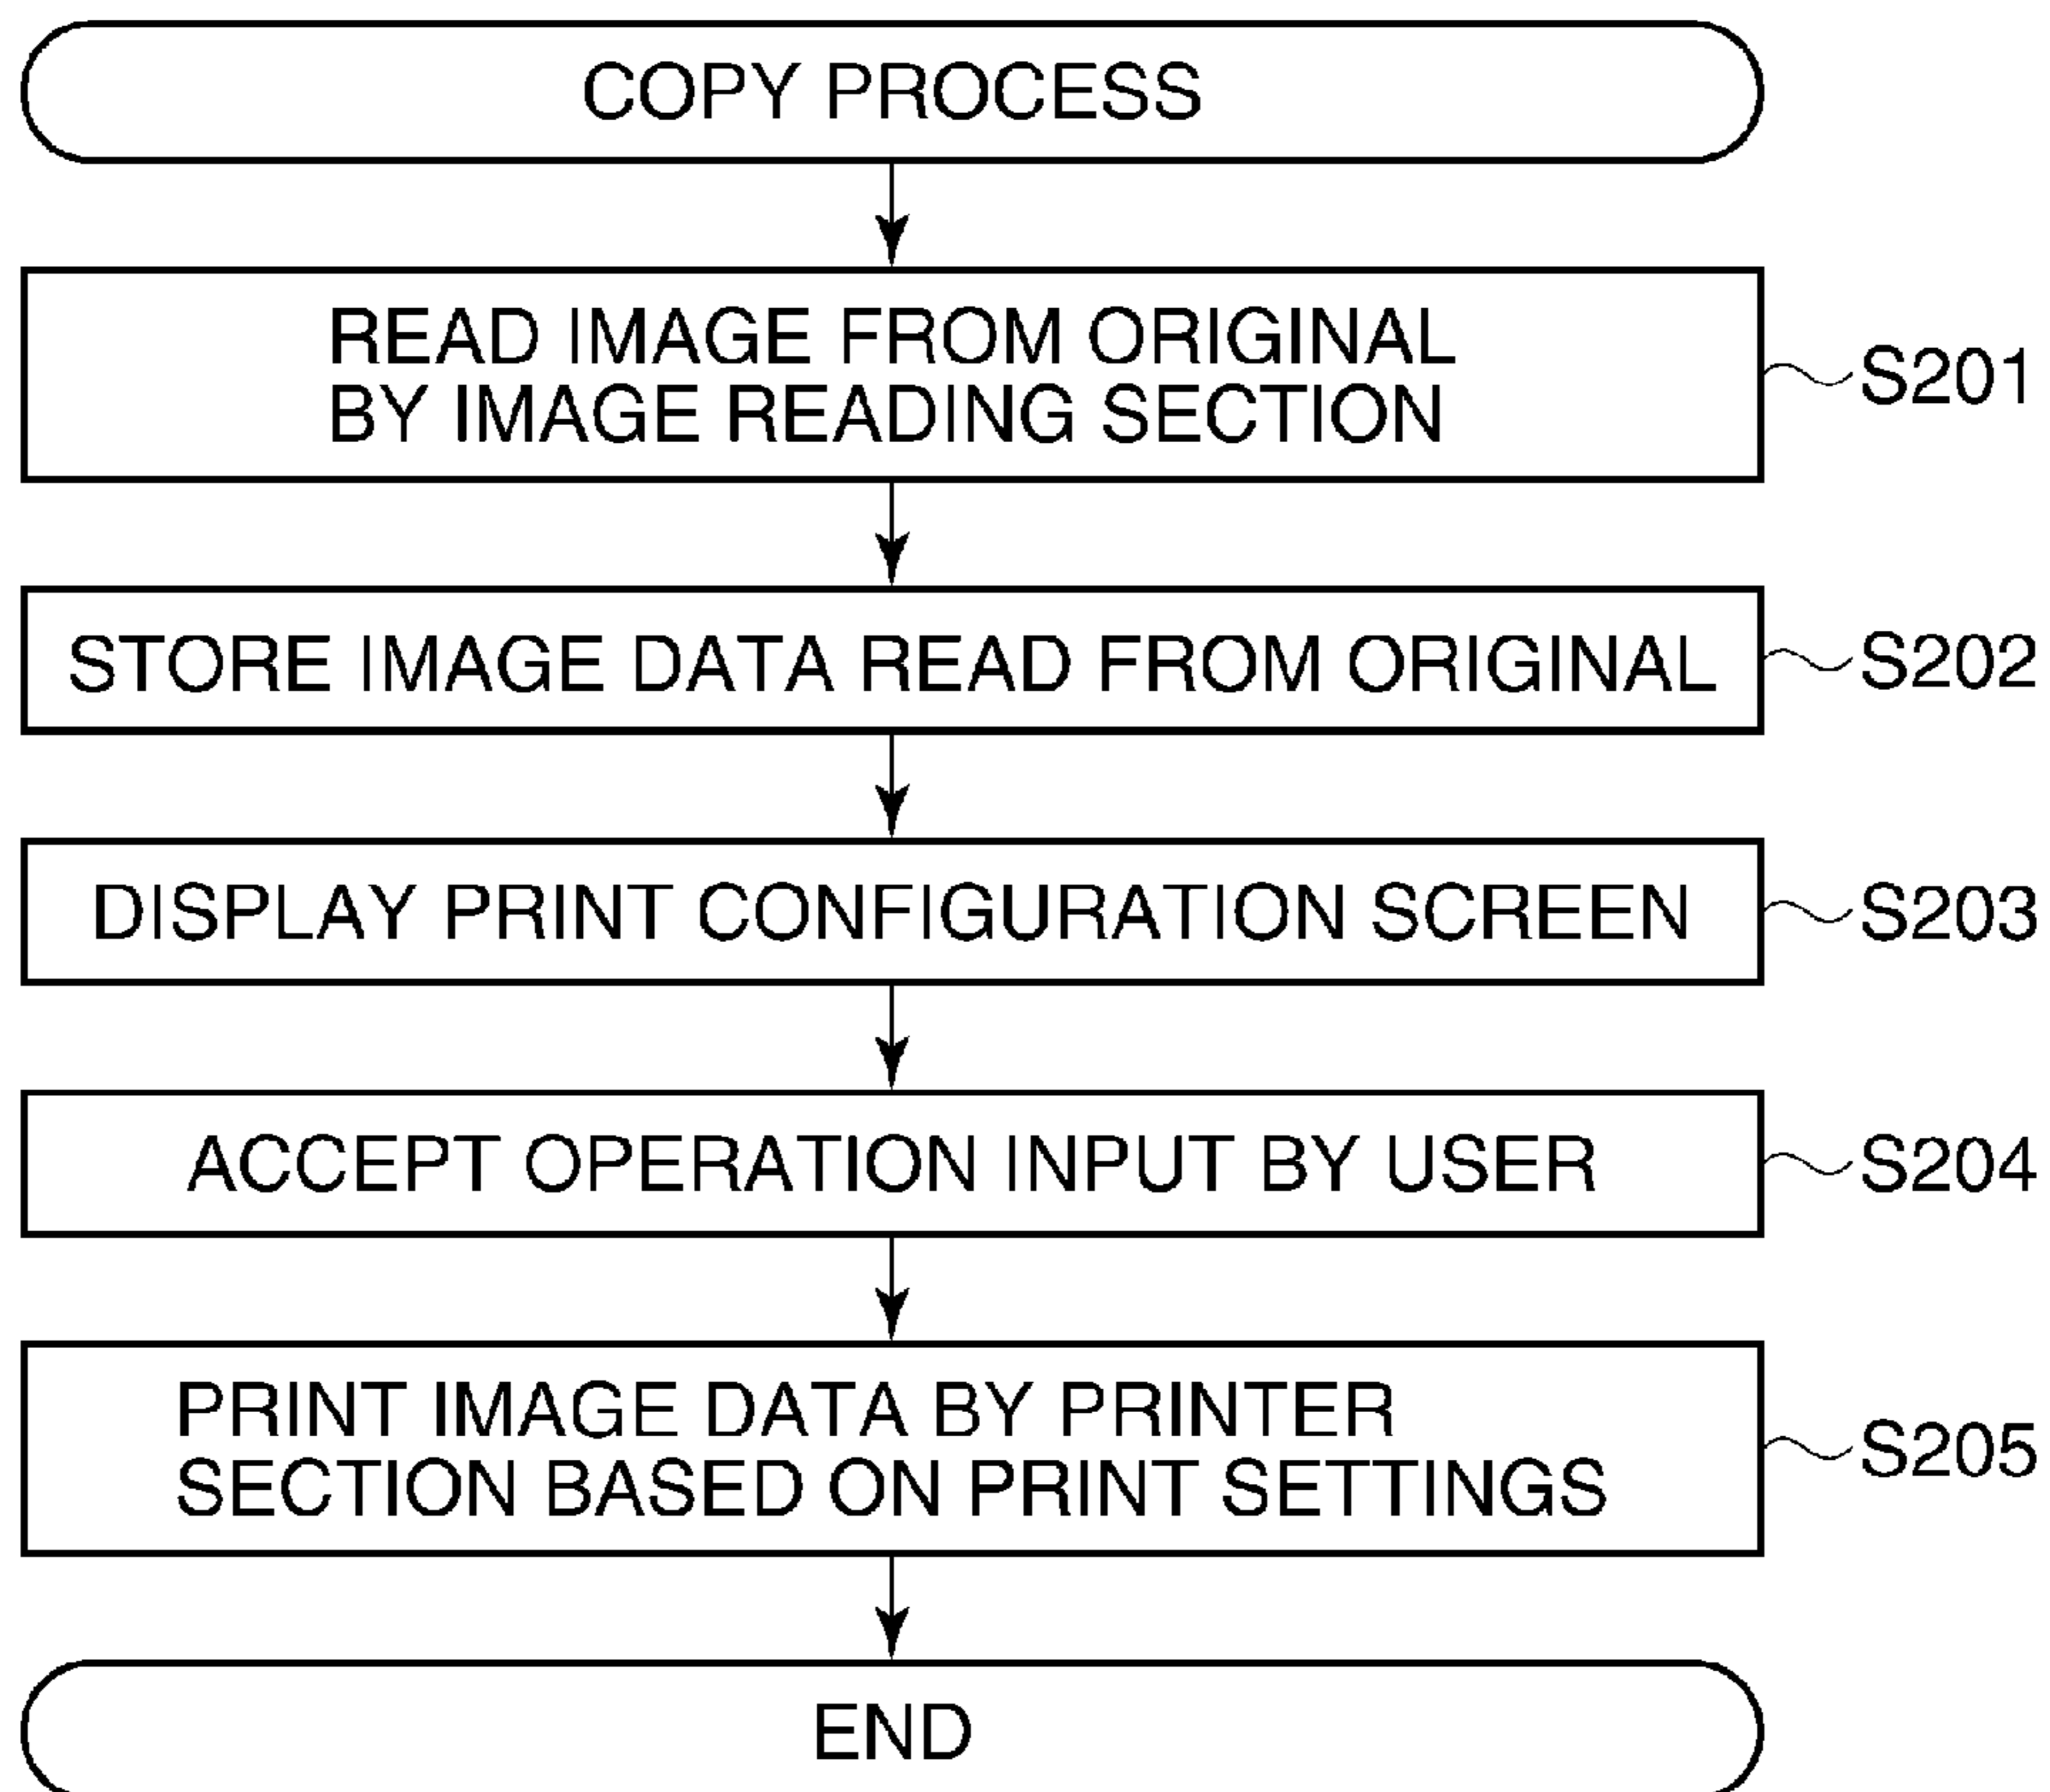 COPY PROCESS
READ IMAGE FROM ORIGINAL
BY IMAGE READING SECTION
S201
STORE IMAGE DATA READ FROM ORIGINAL
S202
DISPLAY PRINT CONFIGURATION SCREEN
S203
ACCEPT OPERATION INPUT BY USER
S204
PRINT IMAGE DATA BY PRINTER
SECTION BASED ON PRINT SETTINGS
S205
END